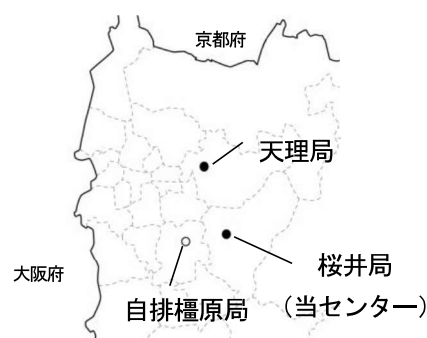 京都府
天理局
大阪府
桜井局
自排橿原局
（当センター）